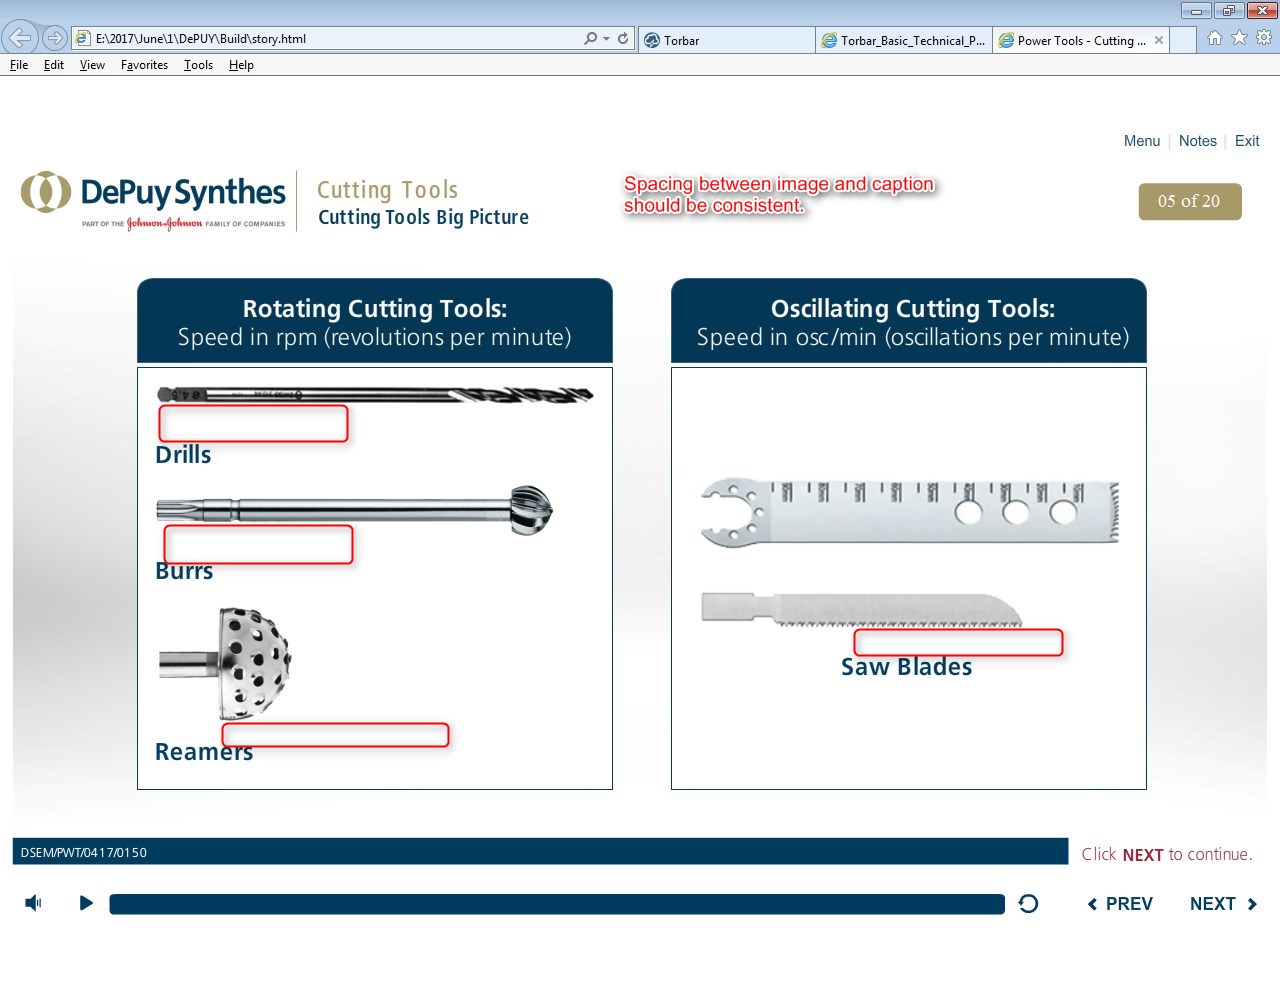 E:\2017\June\1\DePUY\Build\story.html
Torbar
Torbar_Basic_Technical_P...
Power Tools - Cutting ...
File Edit View Favorites Tools Help
Menu | Notes | Exit
DePuy Synthes
PART OF THE Johnson & Johnson FAMILY OF COMPANIES
Cutting Tools
Cutting Tools Big Picture
Spacing between image and caption
should be consistent.
05 of 20
Rotating Cutting Tools:
Speed in rpm (revolutions per minute)
Drills
Burrs
Reamers
Oscillating Cutting Tools:
Speed in osc/min (oscillations per minute)
Saw Blades
DSEM/PWT/0417/0150
Click NEXT to continue.
PREV
NEXT